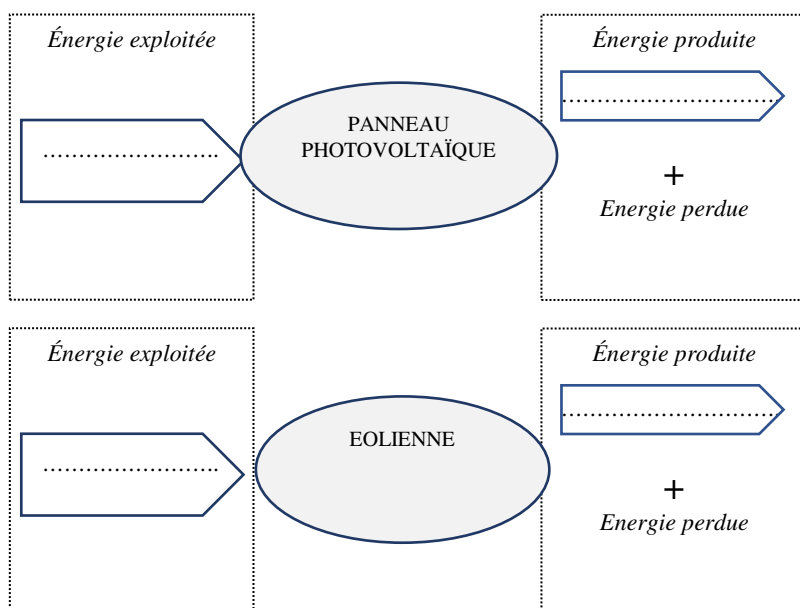 Énergie exploitée
Énergie produite
........................................
PANNEAU
PHOTOVOLTAÏQUE
........................................
+
Energie perdue
Énergie exploitée
Énergie produite
........................................
EOLIENNE
........................................
+
Energie perdue